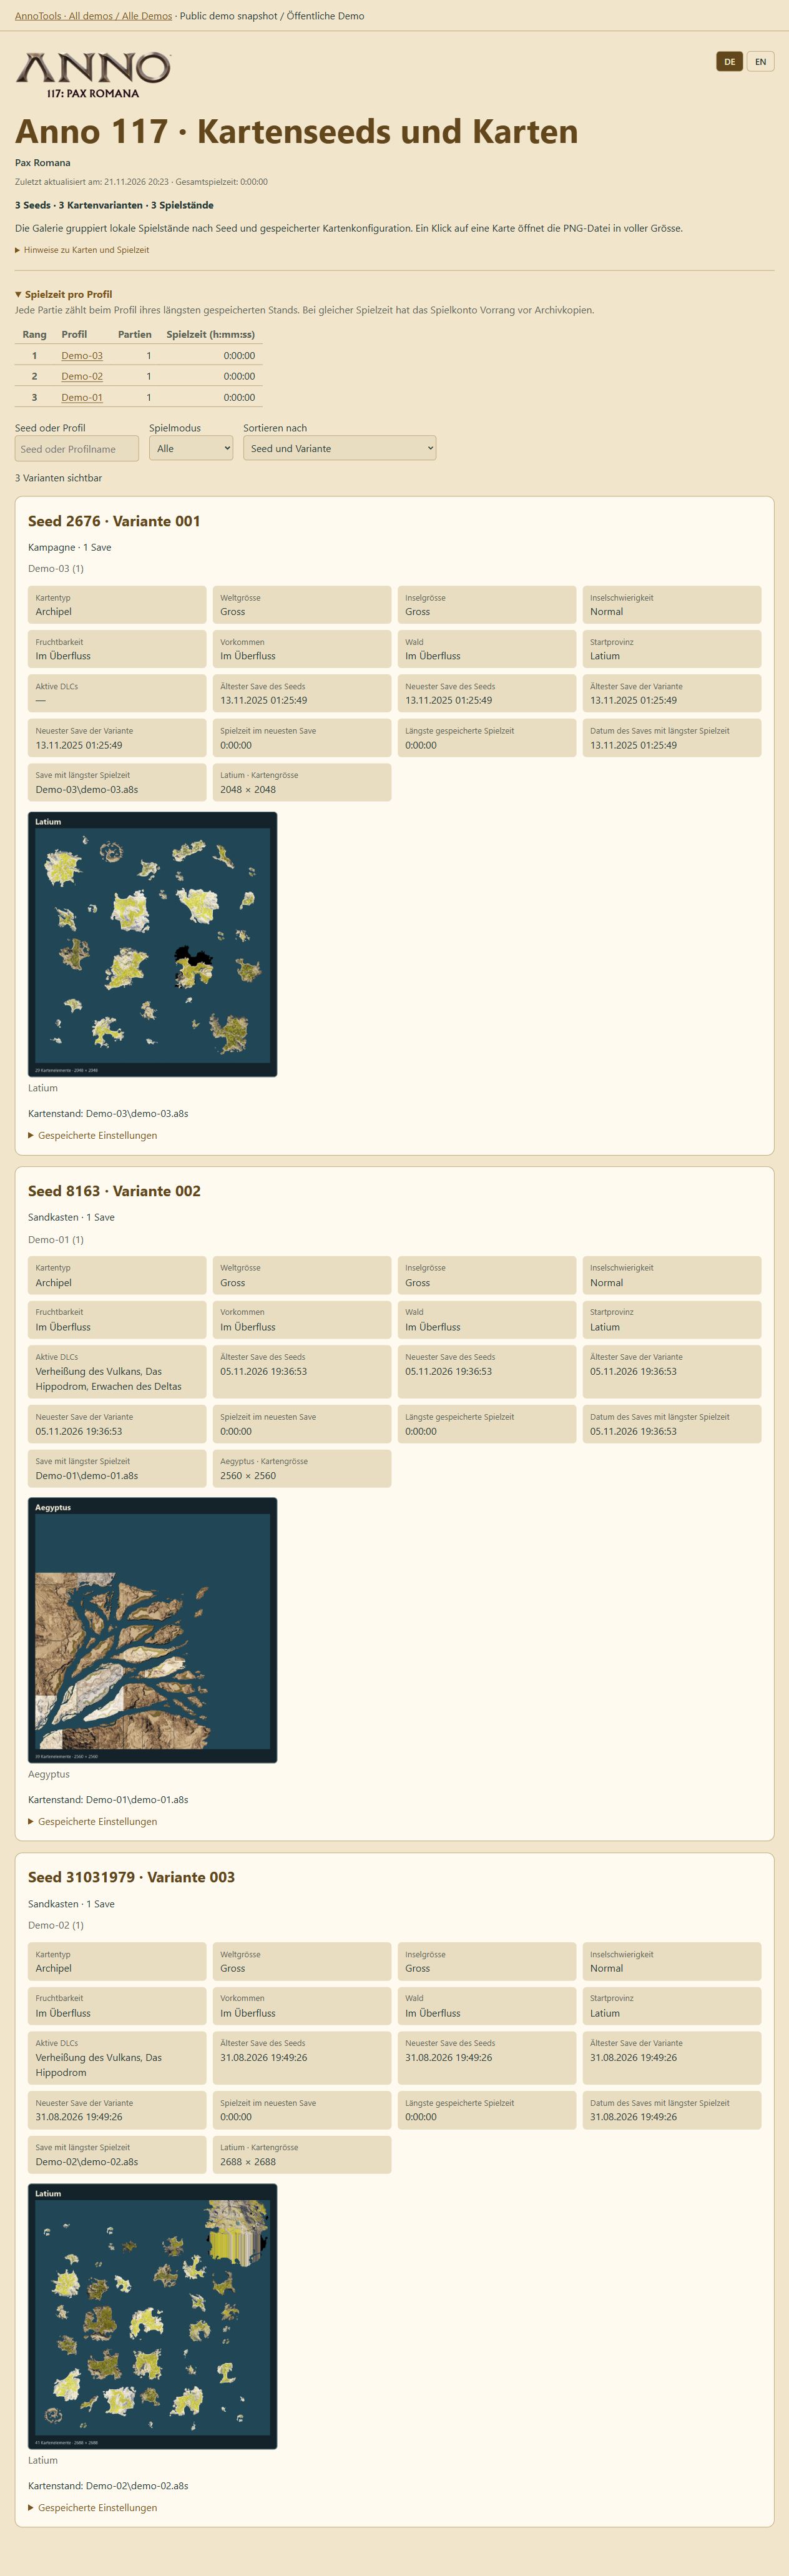 AnnoTools · All demos / Alle Demos · Public demo snapshot / Öffentliche Demo
ANNO
117: PAX ROMANA
DE
EN
Anno 117 · Kartenseeds und Karten
Pax Romana
Zuletzt aktualisiert am: 21.11.2026 20:23 · Gesamtspielzeit: 0:00:00
3 Seeds · 3 Kartenvarianten · 3 Spielstände
Die Galerie gruppiert lokale Spielstände nach Seed und gespeicherter Kartenkonfiguration. Ein Klick auf eine Karte öffnet die PNG-Datei in voller Grösse.
▶ Hinweise zu Karten und Spielzeit
▼ Spielzeit pro Profil
Jede Partie zählt beim Profil ihres längsten gespeicherten Stands. Bei gleicher Spielzeit hat das Spielkonto Vorrang vor Archivkopien.
Rang Profil Partien Spielzeit (h:mm:ss)
1 Demo-03 1 0:00:00
2 Demo-02 1 0:00:00
3 Demo-01 1 0:00:00
Seed oder Profil Spielmodus Sortieren nach
Seed oder Profilname Alle Seed und Variante
3 Varianten sichtbar
Seed 2676 · Variante 001
Kampagne · 1 Save
Demo-03 (1)
Kartentyp Weltgrösse Inselgrösse Inselschwierigkeit
Archipel Gross Gross Normal
Fruchtbarkeit Vorkommen Wald Startprovinz
Im Überfluss Im Überfluss Im Überfluss Latium
Aktive DLCs Ältester Save des Seeds Neuester Save des Seeds Ältester Save der Variante
— 13.11.2025 01:25:49 13.11.2025 01:25:49 13.11.2025 01:25:49
Neuester Save der Variante Spielzeit im neuesten Save Längste gespeicherte Spielzeit Datum des Saves mit längster Spielzeit
13.11.2025 01:25:49 0:00:00 0:00:00 13.11.2025 01:25:49
Save mit längster Spielzeit Latium · Kartengrösse
Demo-03\demo-03.a8s 2048 × 2048
Latium
29 Kartenelemente · 2048 × 2048
Latium
Kartenstand: Demo-03\demo-03.a8s
▶ Gespeicherte Einstellungen
Seed 8163 · Variante 002
Sandkasten · 1 Save
Demo-01 (1)
Kartentyp Weltgrösse Inselgrösse Inselschwierigkeit
Archipel Gross Gross Normal
Fruchtbarkeit Vorkommen Wald Startprovinz
Im Überfluss Im Überfluss Im Überfluss Latium
Aktive DLCs Ältester Save des Seeds Neuester Save des Seeds Ältester Save der Variante
Verheißung des Vulkans, Das 05.11.2026 19:36:53 05.11.2026 19:36:53 05.11.2026 19:36:53
Hippodrom, Erwachen des Deltas
Neuester Save der Variante Spielzeit im neuesten Save Längste gespeicherte Spielzeit Datum des Saves mit längster Spielzeit
05.11.2026 19:36:53 0:00:00 0:00:00 05.11.2026 19:36:53
Save mit längster Spielzeit Aegyptus · Kartengrösse
Demo-01\demo-01.a8s 2560 × 2560
Aegyptus
Kartenelemente · 2560 × 2560
Aegyptus
Kartenstand: Demo-01\demo-01.a8s
▶ Gespeicherte Einstellungen
Seed 31031979 · Variante 003
Sandkasten · 1 Save
Demo-02 (1)
Kartentyp Weltgrösse Inselgrösse Inselschwierigkeit
Archipel Gross Gross Normal
Fruchtbarkeit Vorkommen Wald Startprovinz
Im Überfluss Im Überfluss Im Überfluss Latium
Aktive DLCs Ältester Save des Seeds Neuester Save des Seeds Ältester Save der Variante
Verheißung des Vulkans, Das 31.08.2026 19:49:26 31.08.2026 19:49:26 31.08.2026 19:49:26
Hippodrom
Neuester Save der Variante Spielzeit im neuesten Save Längste gespeicherte Spielzeit Datum des Saves mit längster Spielzeit
31.08.2026 19:49:26 0:00:00 0:00:00 31.08.2026 19:49:26
Save mit längster Spielzeit Latium · Kartengrösse
Demo-02\demo-02.a8s 2688 × 2688
Latium
41 Kartenelemente · 2688 × 2688
Latium
Kartenstand: Demo-02\demo-02.a8s
▶ Gespeicherte Einstellungen